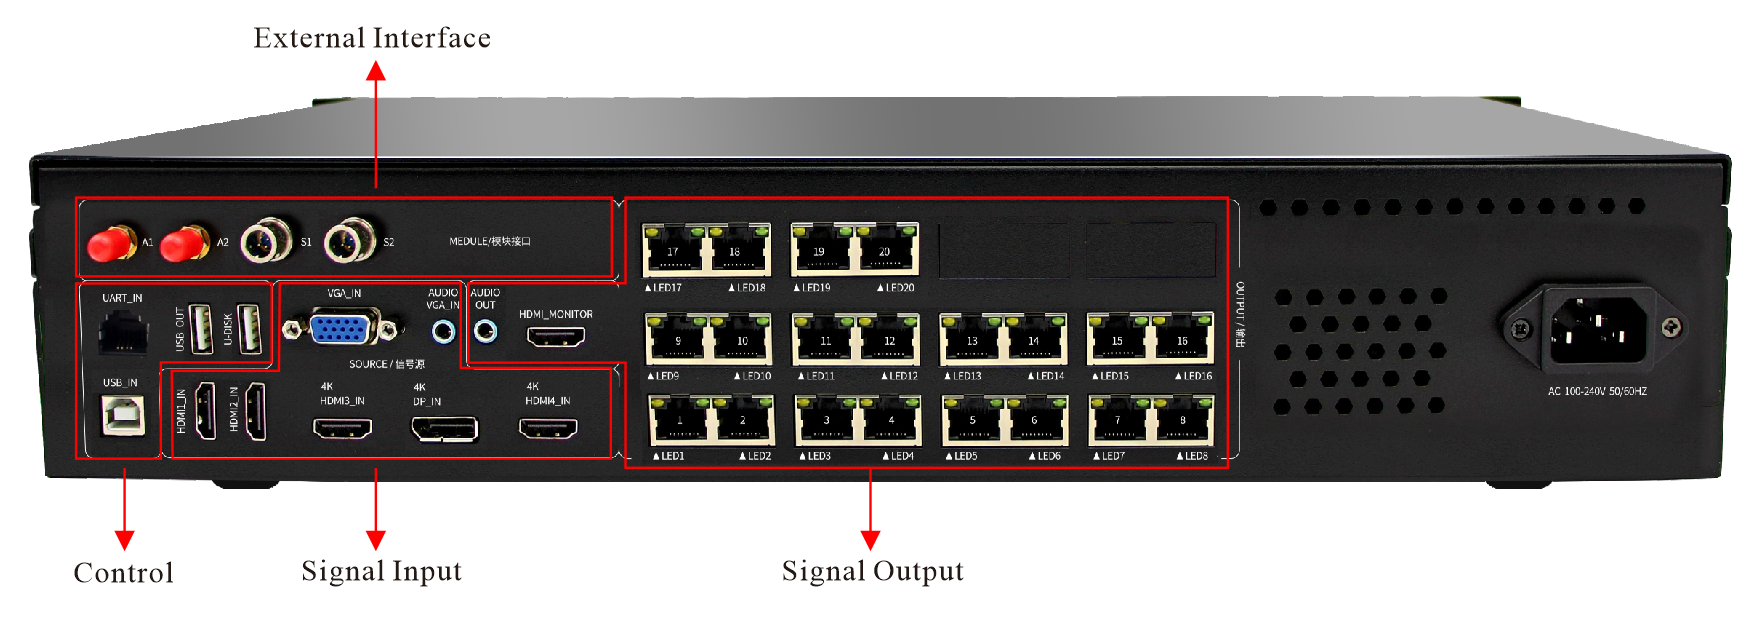 External Interface
A1
A2
S1
S2
MEDULE/模块接口
17
18
19
20
▲LED17
▲LED18
▲LED19
▲LED20
UART_IN
USB_OUT
U-DISK
VGA_IN
AUDIO
VGA_IN
AUDIO
OUT
HDMI_MONITOR
SOURCE / 信号源
9
10
11
12
13
14
15
16
▲LED9
▲LED10
▲LED11
▲LED12
▲LED13
▲LED14
▲LED15
▲LED16
OUTPUT / 输出
USB_IN
HDMI1_IN
HDMI2_IN
4K
HDMI3_IN
4K
DP_IN
4K
HDMI4_IN
1
2
3
4
5
6
7
8
▲LED1
▲LED2
▲LED3
▲LED4
▲LED5
▲LED6
▲LED7
▲LED8
AC 100-240V 50/60HZ
Control
Signal Input
Signal Output